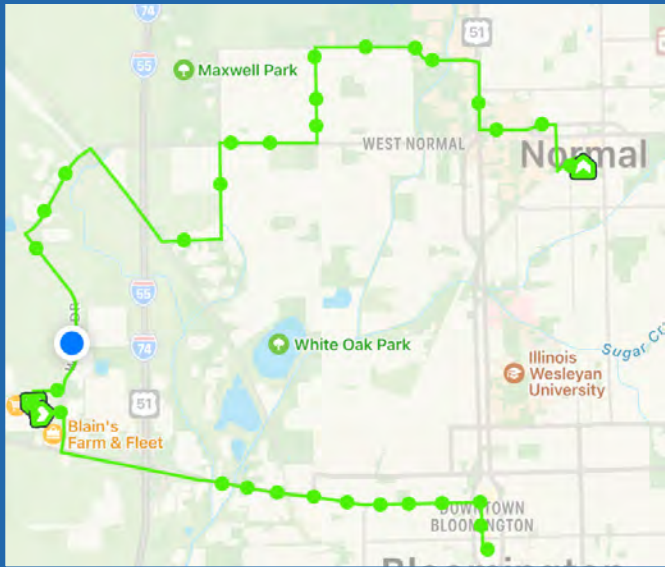 74
55
51
Maxwell Park
WEST NORMAL
Normal
55
74
White Oak Park
51
Illinois
Wesleyan
University
Blain's
Farm & Fleet
DOWNTOWN
BLOOMINGTON